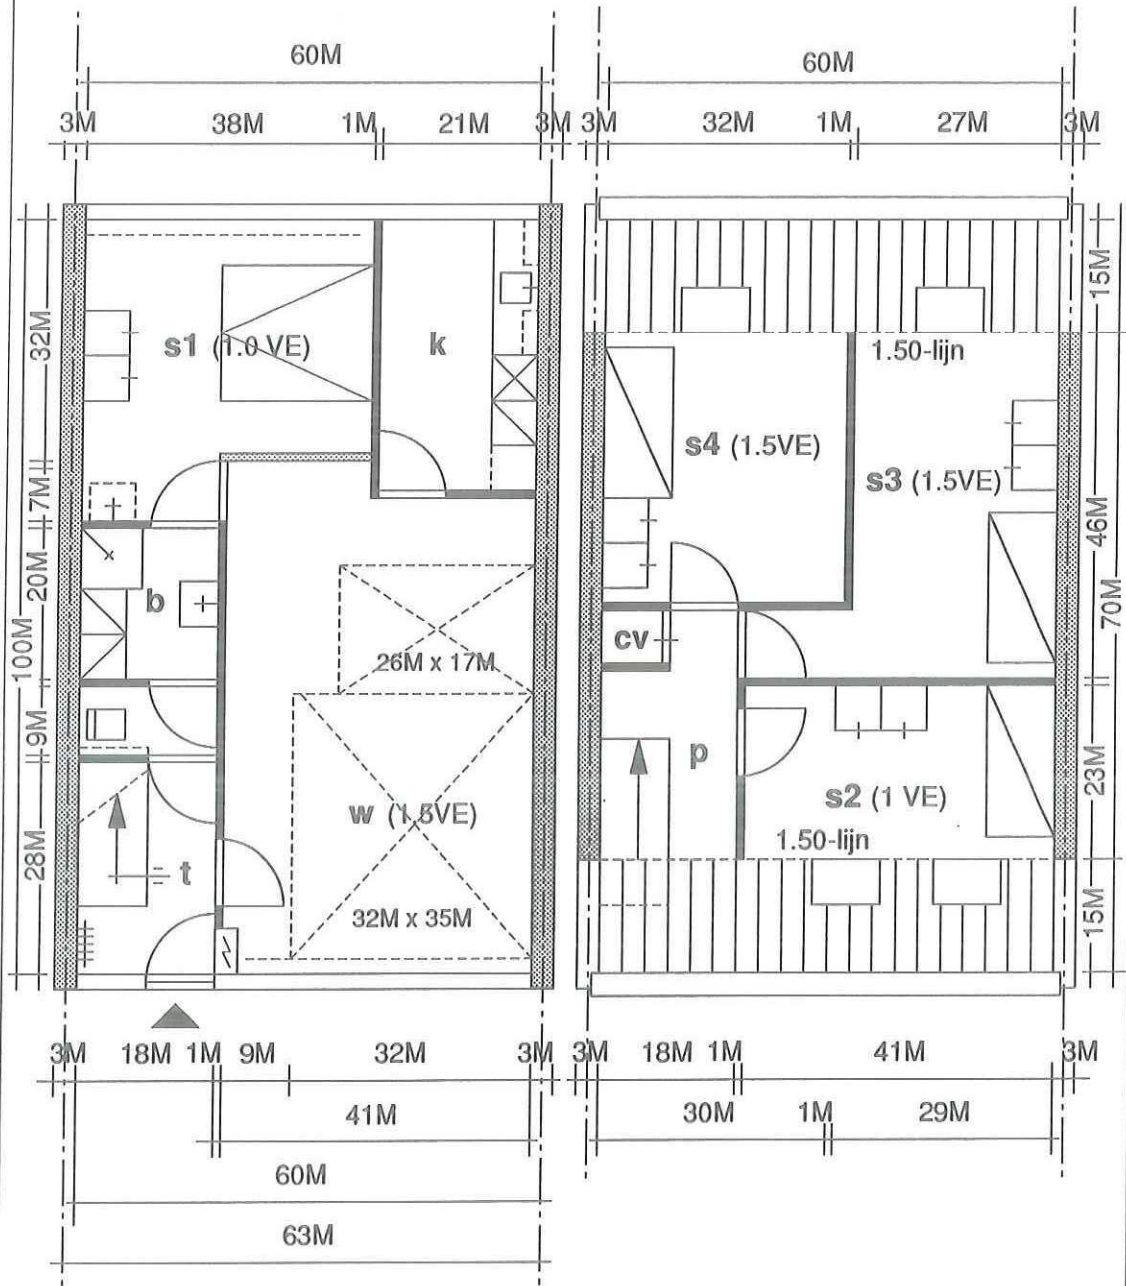 60M
60M
3M 38M 1M 21M 3M 3M 32M 1M 27M 3M
15M
32M
s1 (1.0 VE)
k
1.50-lijn
s4 (1.5VE)
s3 (1.5VE)
7M
46M
20M
b
70M
100M
cv
26M x 17M
9M
p
23M
w (1.5VE)
s2 (1 VE)
1.50-lijn
28M
t
32M x 35M
15M
3M 18M 1M 9M 32M 3M 3M 18M 1M 41M 3M
41M
30M 1M 29M
60M
63M